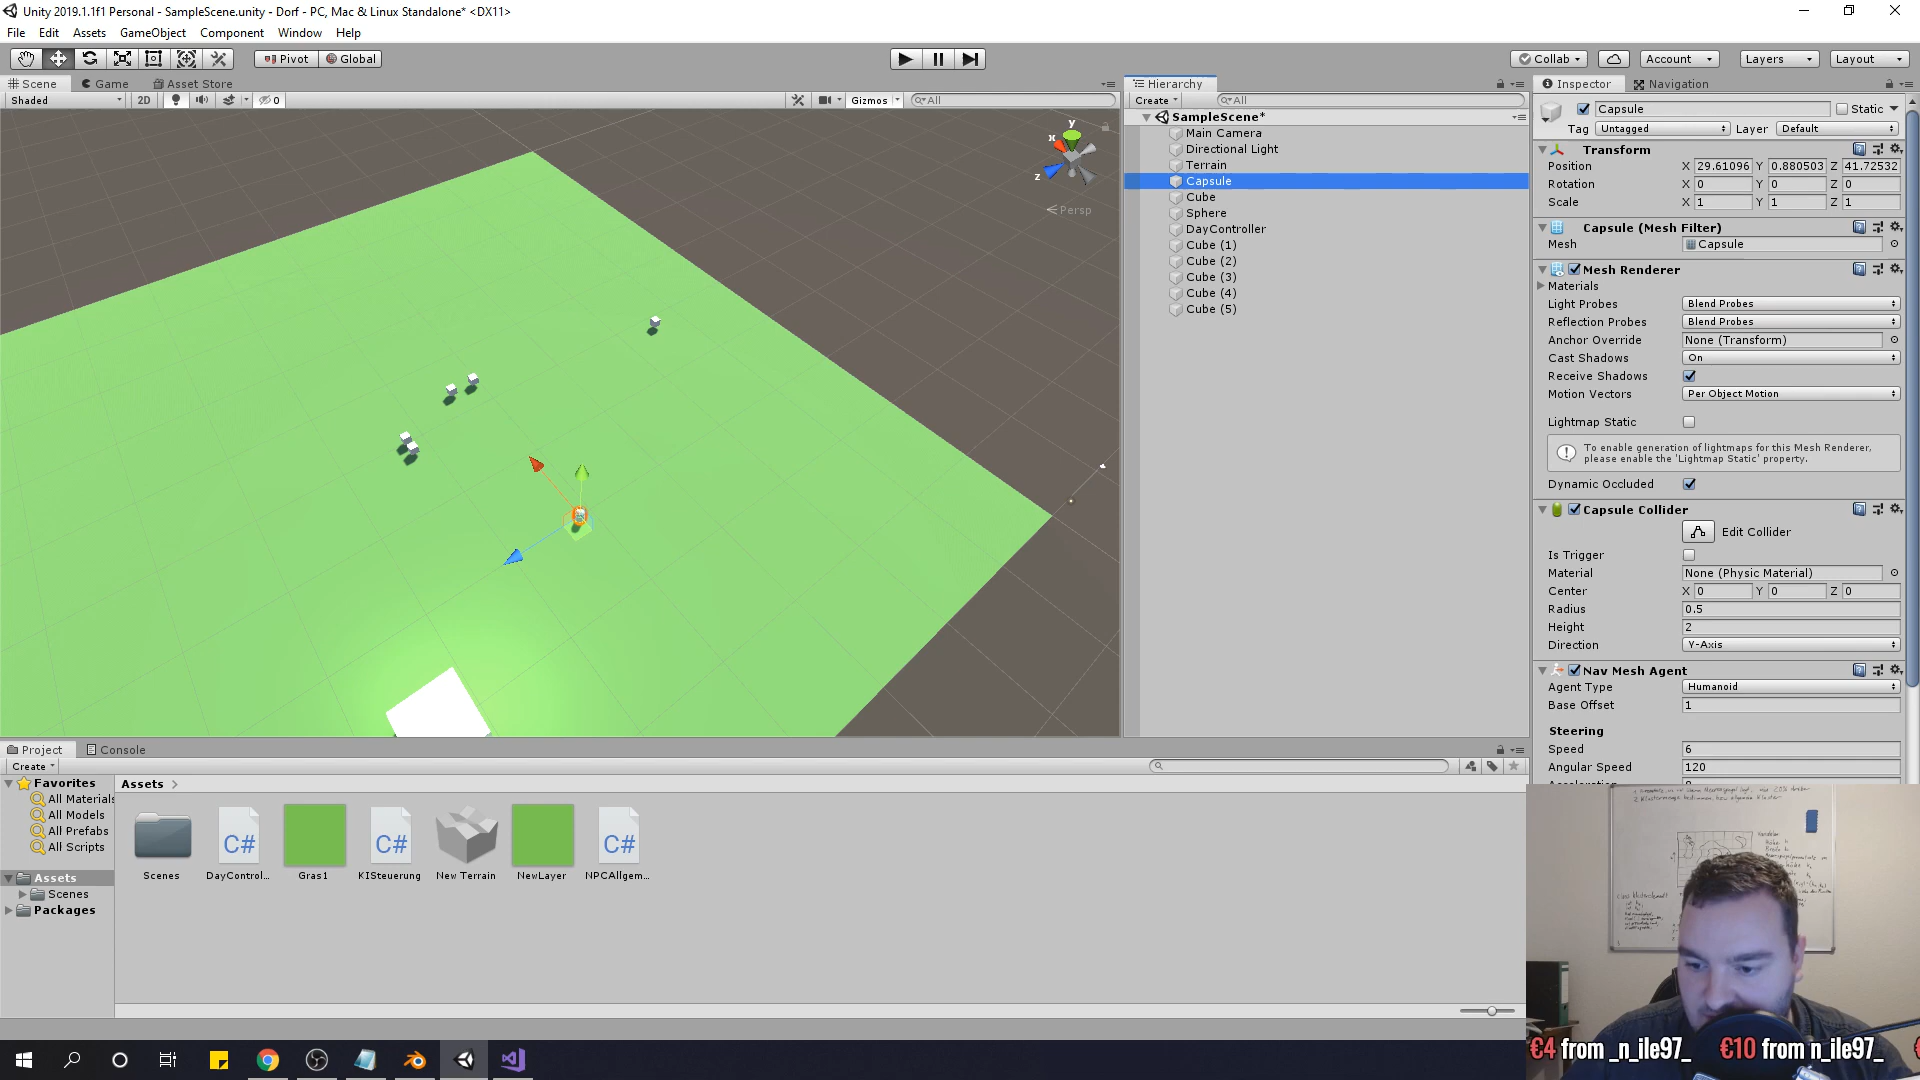 Unity 2019.1.1f1 Personal - SampleScene.unity - Dorf - PC, Mac & Linux Standalone* <DX11>
File Edit Assets GameObject Component Window Help
Pivot Global Collab Account Layers Layout
Scene Game Asset Store
Shaded 2D 0 Gizmos All
y
x
z
Persp
Hierarchy
Create All
SampleScene*
Main Camera
Directional Light
Terrain
Capsule
Cube
Sphere
DayController
Cube (1)
Cube (2)
Cube (3)
Cube (4)
Cube (5)
Inspector Navigation
Capsule Static
Tag Untagged Layer Default
Transform
Position X 29.61096 Y 0.880503 Z 41.72532
Rotation X 0 Y 0 Z 0
Scale X 1 Y 1 Z 1
Capsule (Mesh Filter)
Mesh Capsule
Mesh Renderer
Materials
Light Probes Blend Probes
Reflection Probes Blend Probes
Anchor Override None (Transform)
Cast Shadows On
Receive Shadows
Motion Vectors Per Object Motion
Lightmap Static
To enable generation of lightmaps for this Mesh Renderer,
please enable the 'Lightmap Static' property.
Dynamic Occluded
Capsule Collider
Edit Collider
Is Trigger
Material None (Physic Material)
Center X 0 Y 0 Z 0
Radius 0.5
Height 2
Direction Y-Axis
Nav Mesh Agent
Agent Type Humanoid
Base Offset 1
Steering
Speed 6
Angular Speed 120
Project Console
Create
Favorites
All Materials
All Models
All Prefabs
All Scripts
Assets
Scenes
Packages
Assets
Scenes DayControl... Gras1 KISteuerung New Terrain NewLayer NPCAllgem...
C# C# C#
€4 from _n_ile97_ €10 from n_ile97_